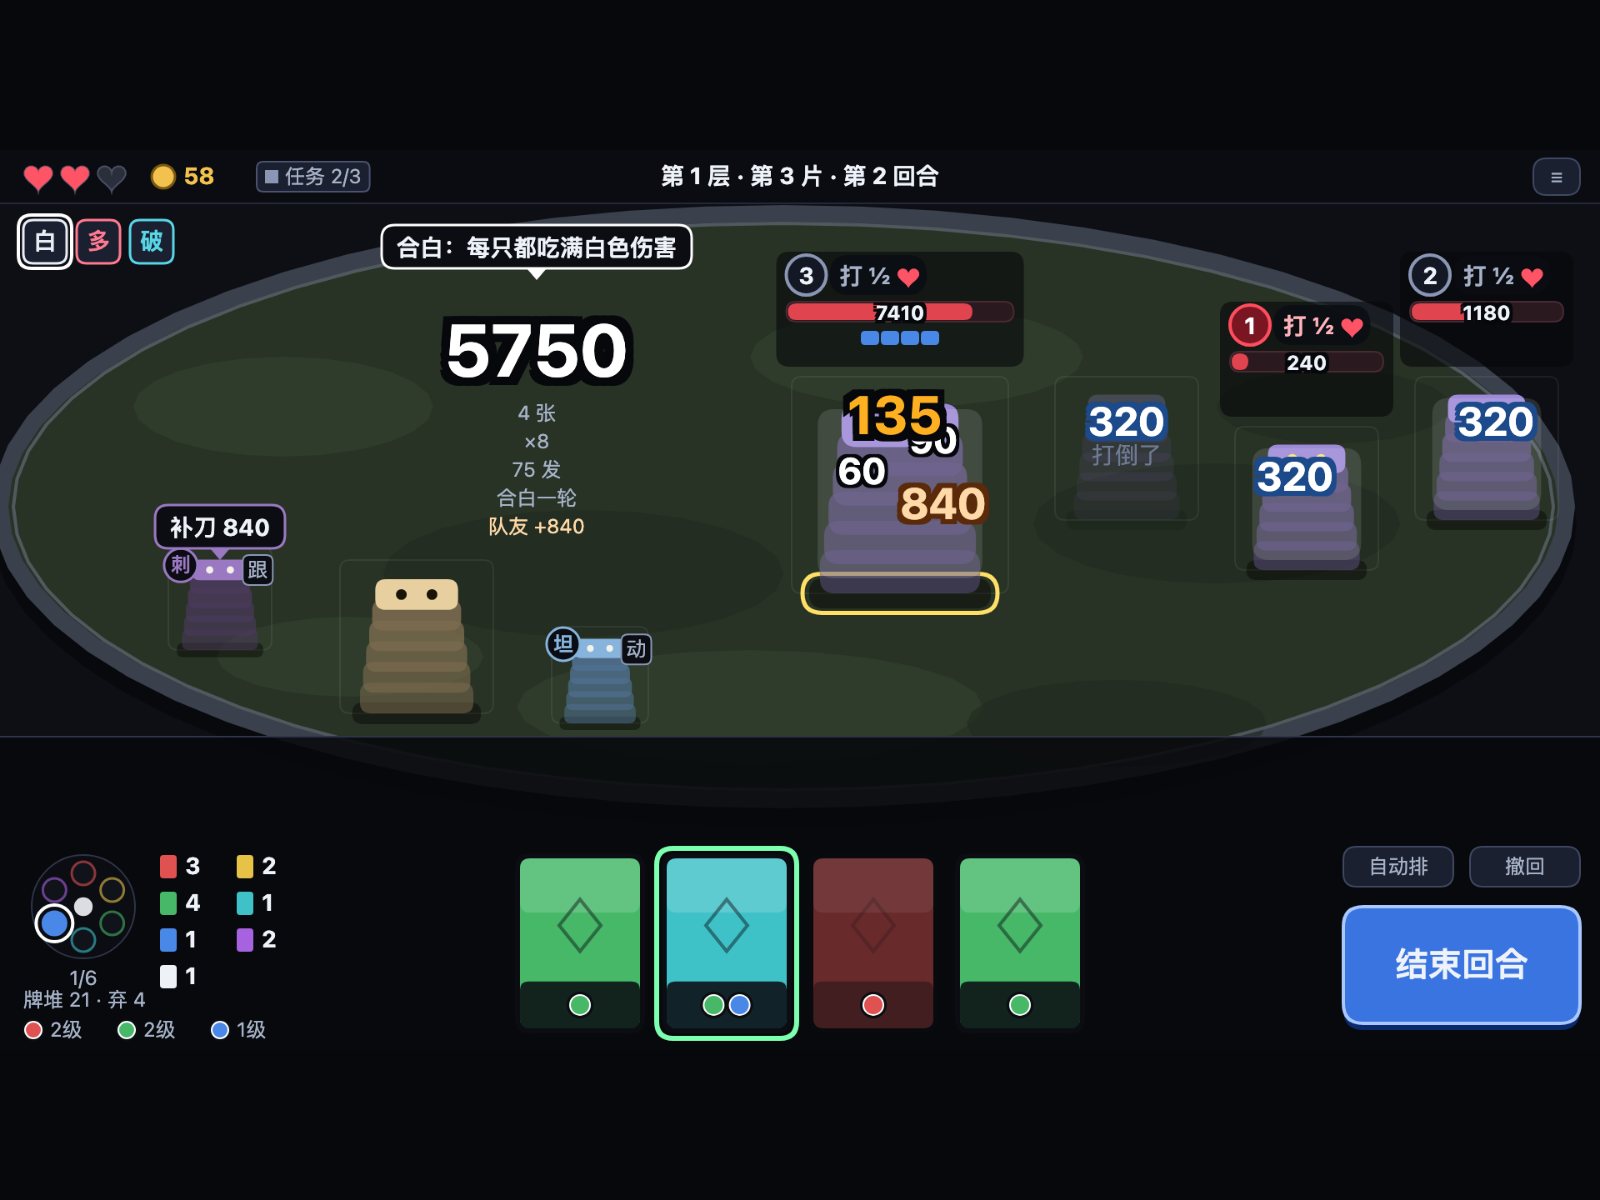 58
任务 2/3
第 1 层 · 第 3 片 · 第 2 回合
≡
白 多 破
合白：每只都吃满白色伤害
5750
4 张
×8
75 发
合白一轮
队友 +840
3 打 ½
7410
2 打 ½
1180
1 打 ½
240
135
90
60
840
320
打倒了
320
320
补刀 840
刺
跟
坦
动
3
2
4
1
1
2
1
1/6
牌堆 21 · 弃 4
2级
2级
1级
自动排
撤回
结束回合